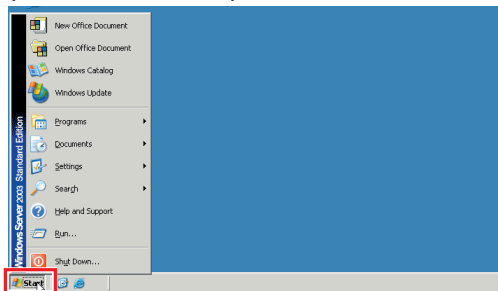 New Office Document
Open Office Document
Windows Catalog
Windows Update
Programs
Documents
Settings
Search
Help and Support
Run...
Shut Down...
Windows Server 2003 Standard Edition
Start